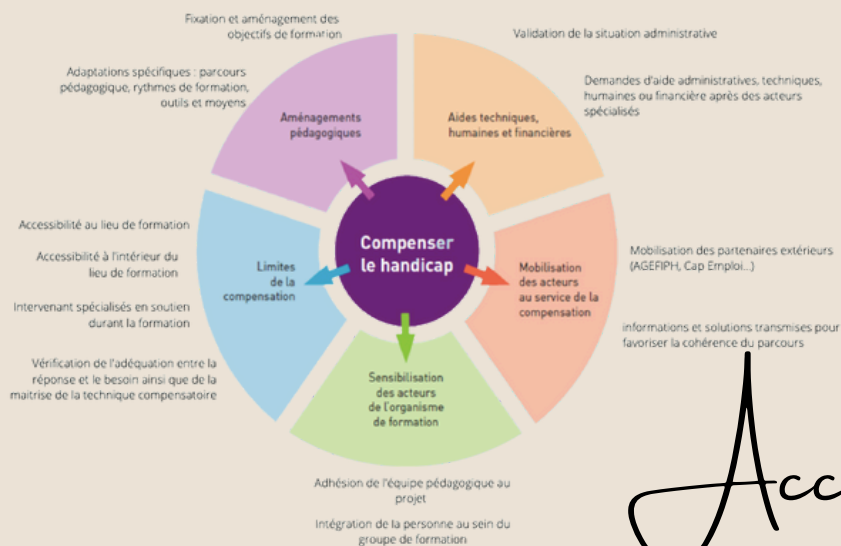 Fixation et aménagement des
objectifs de formation
Adaptations spécifiques : parcours
pédagogique, rythmes de formation,
outils et moyens
Aménagements
pédagogiques
Validation de la situation administrative
Demandes d'aide administratives, techniques,
humaines ou financière après des acteurs
spécialisés
Aides techniques,
humaines et financières
Compenser
le handicap
Accessibilité au lieu de formation
Accessibilité à l'intérieur du
lieu de formation
Intervenant spécialisés en soutien
durant la formation
Vérification de l'adéquation entre la
réponse et le besoin ainsi que de la
maitrise de la technique compensatoire
Limites
de la
compensation
Mobilisation
des acteurs
au service de la
compensation
Mobilisation des partenaires extérieurs
(AGEFIPH, Cap Emploi...)
informations et solutions transmises pour
favoriser la cohérence du parcours
Sensibilisation
des acteurs
de l'organisme
de formation
Adhésion de l'équipe pédagogique au
projet
Intégration de la personne au sein du
groupe de formation
Acc